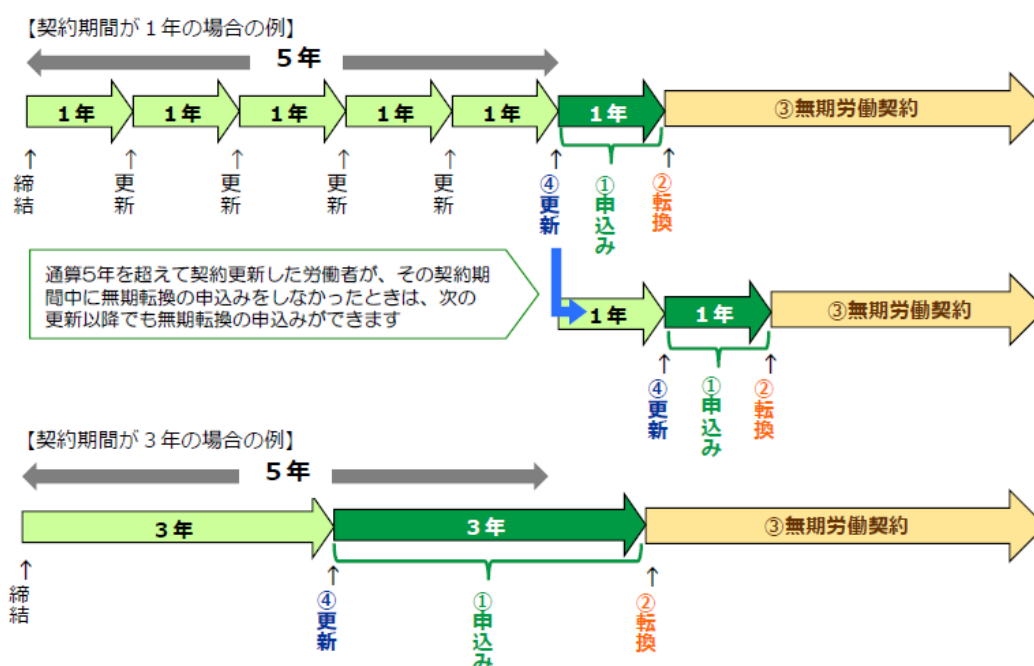 【契約期間が１年の場合の例】
５年
１年 １年 １年 １年 １年 １年 ③無期労働契約
↑締結 ↑更新 ↑更新 ↑更新 ↑更新 ↑④更新 ①申込み ↑②転換
通算5年を超えて契約更新した労働者が、その契約期
間中に無期転換の申込みをしなかったときは、次の
更新以降でも無期転換の申込みができます
１年 １年 ③無期労働契約
↑④更新 ①申込み ↑②転換
【契約期間が３年の場合の例】
５年
３年 ３年 ③無期労働契約
↑締結 ↑④更新 ①申込み ↑②転換